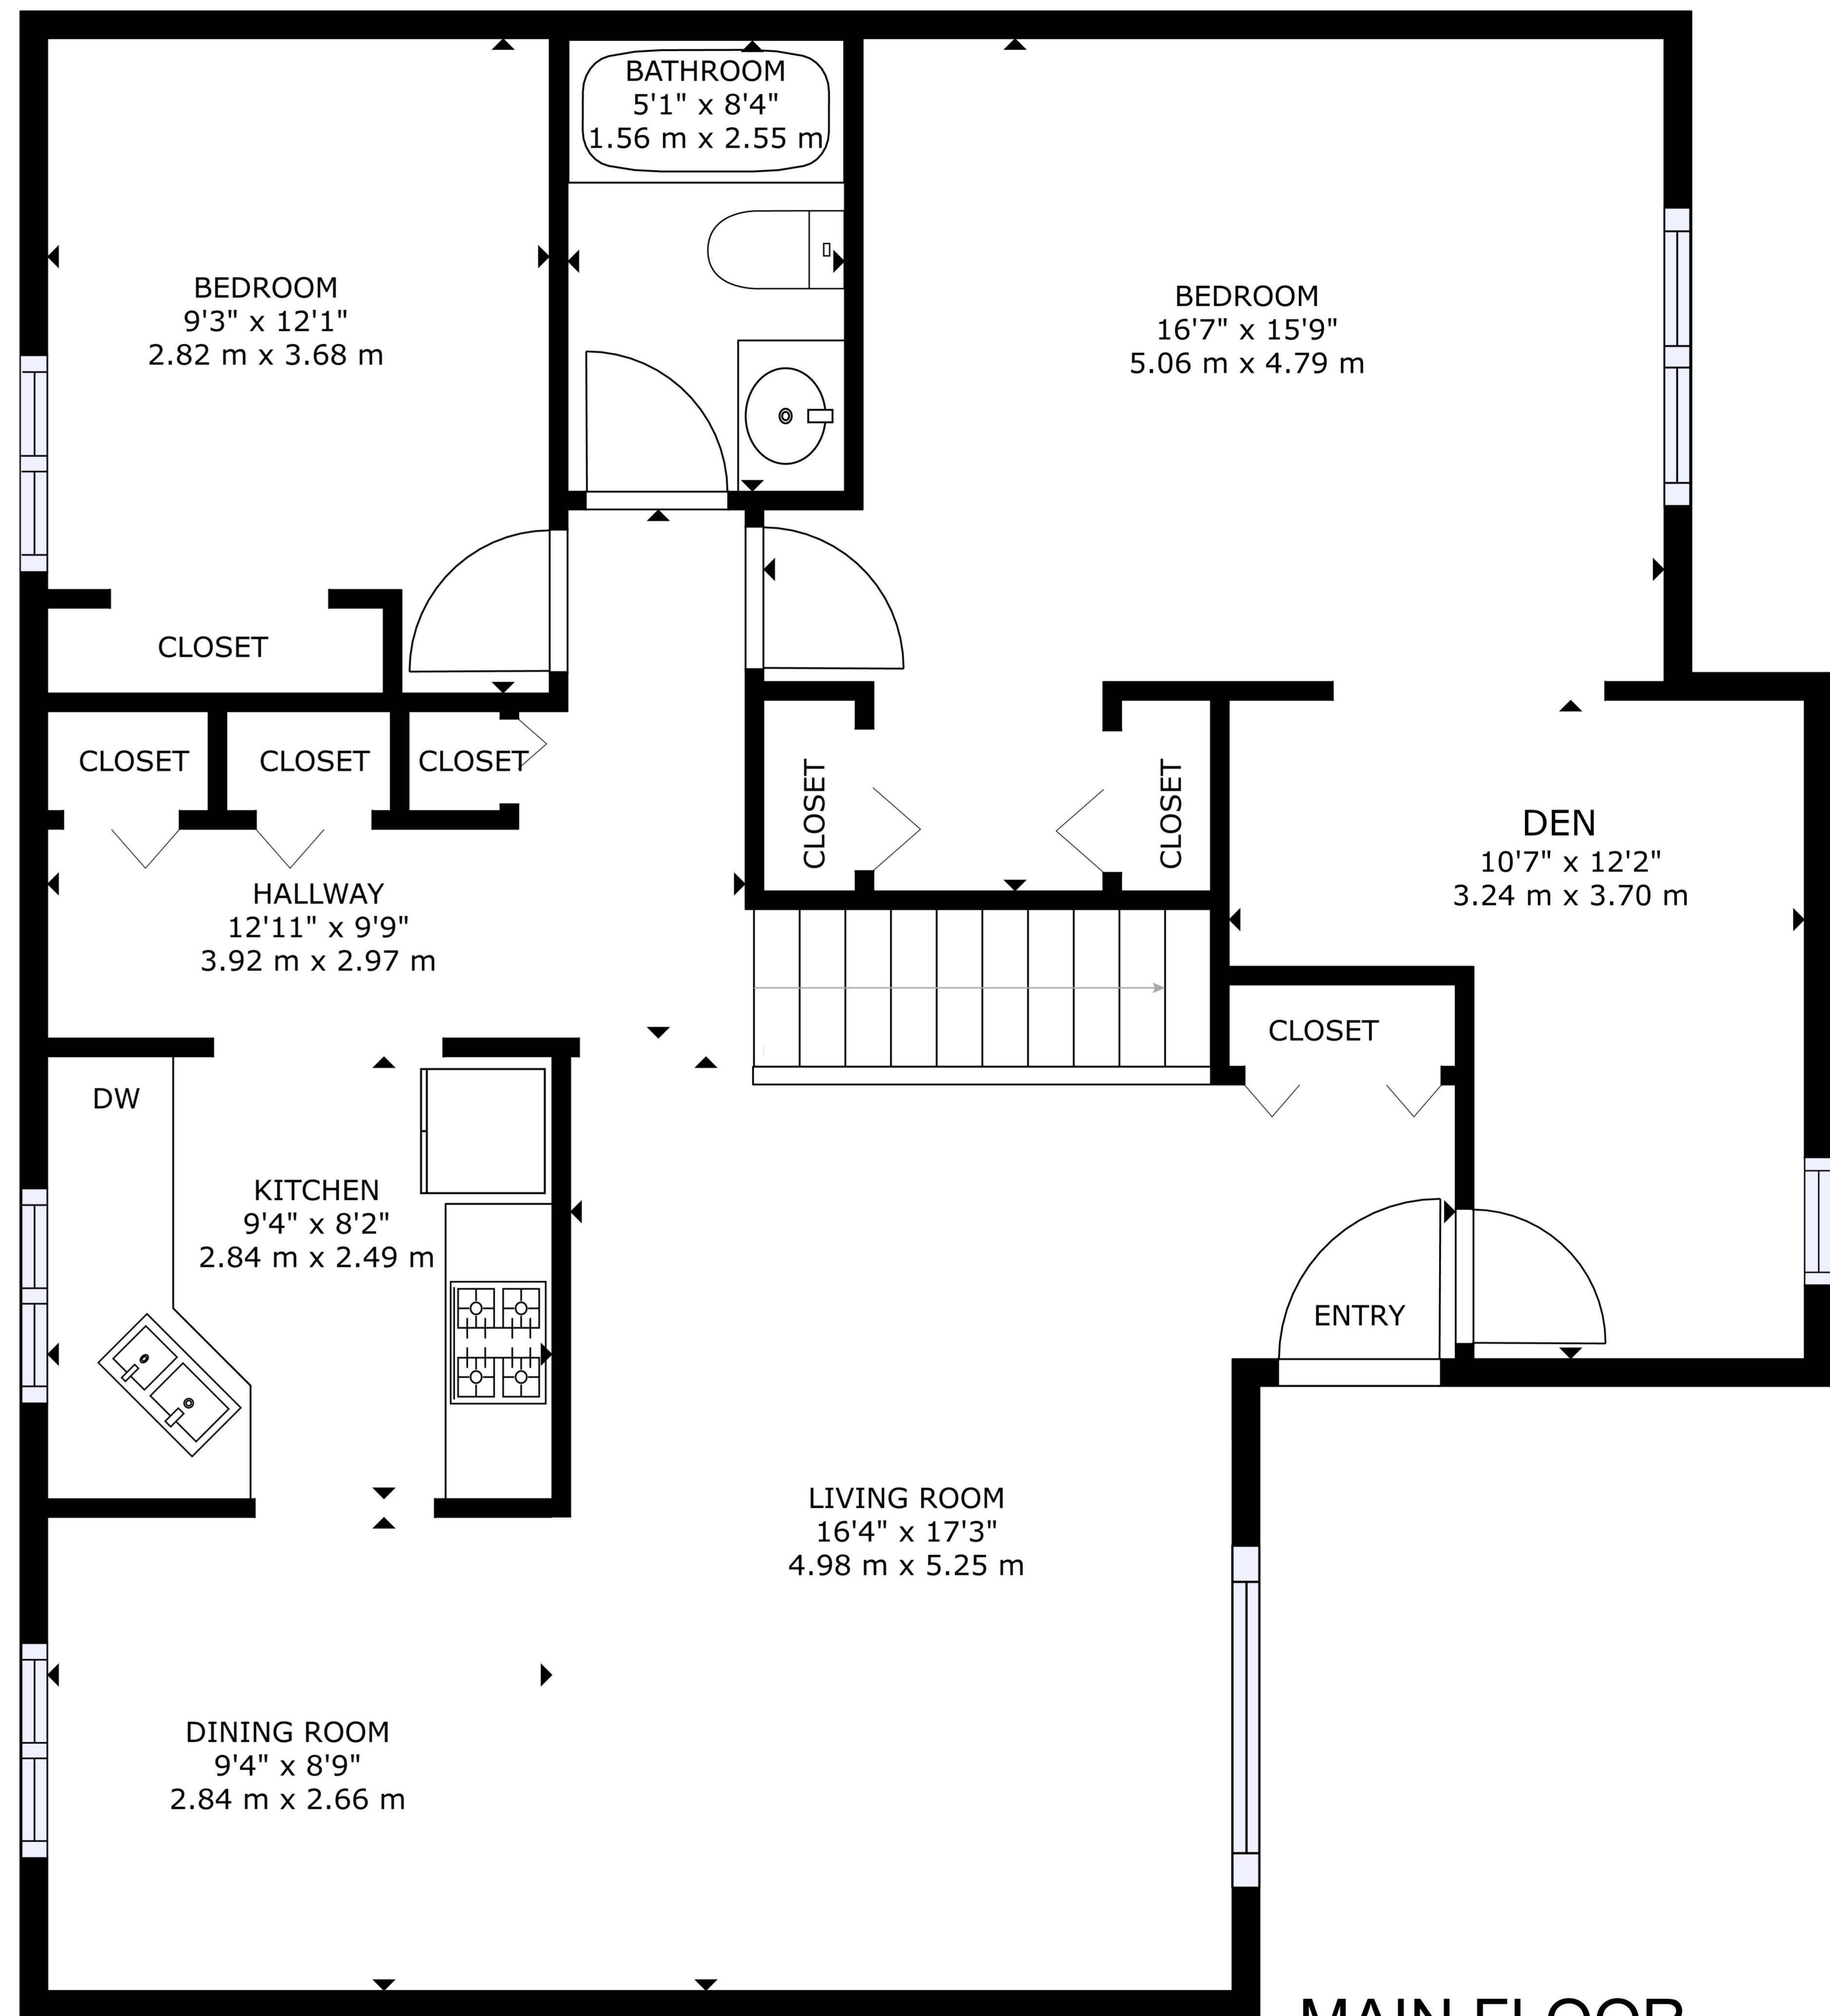 BATHROOM
5'1" x 8'4"
1.56 m x 2.55 m
BEDROOM
9'3" x 12'1"
2.82 m x 3.68 m
BEDROOM
16'7" x 15'9"
5.06 m x 4.79 m
CLOSET
CLOSET
CLOSET
CLOSET
CLOSET
CLOSET
DEN
10'7" x 12'2"
3.24 m x 3.70 m
HALLWAY
12'11" x 9'9"
3.92 m x 2.97 m
CLOSET
DW
KITCHEN
9'4" x 8'2"
2.84 m x 2.49 m
ENTRY
LIVING ROOM
16'4" x 17'3"
4.98 m x 5.25 m
DINING ROOM
9'4" x 8'9"
2.84 m x 2.66 m
MAIN FLOOR